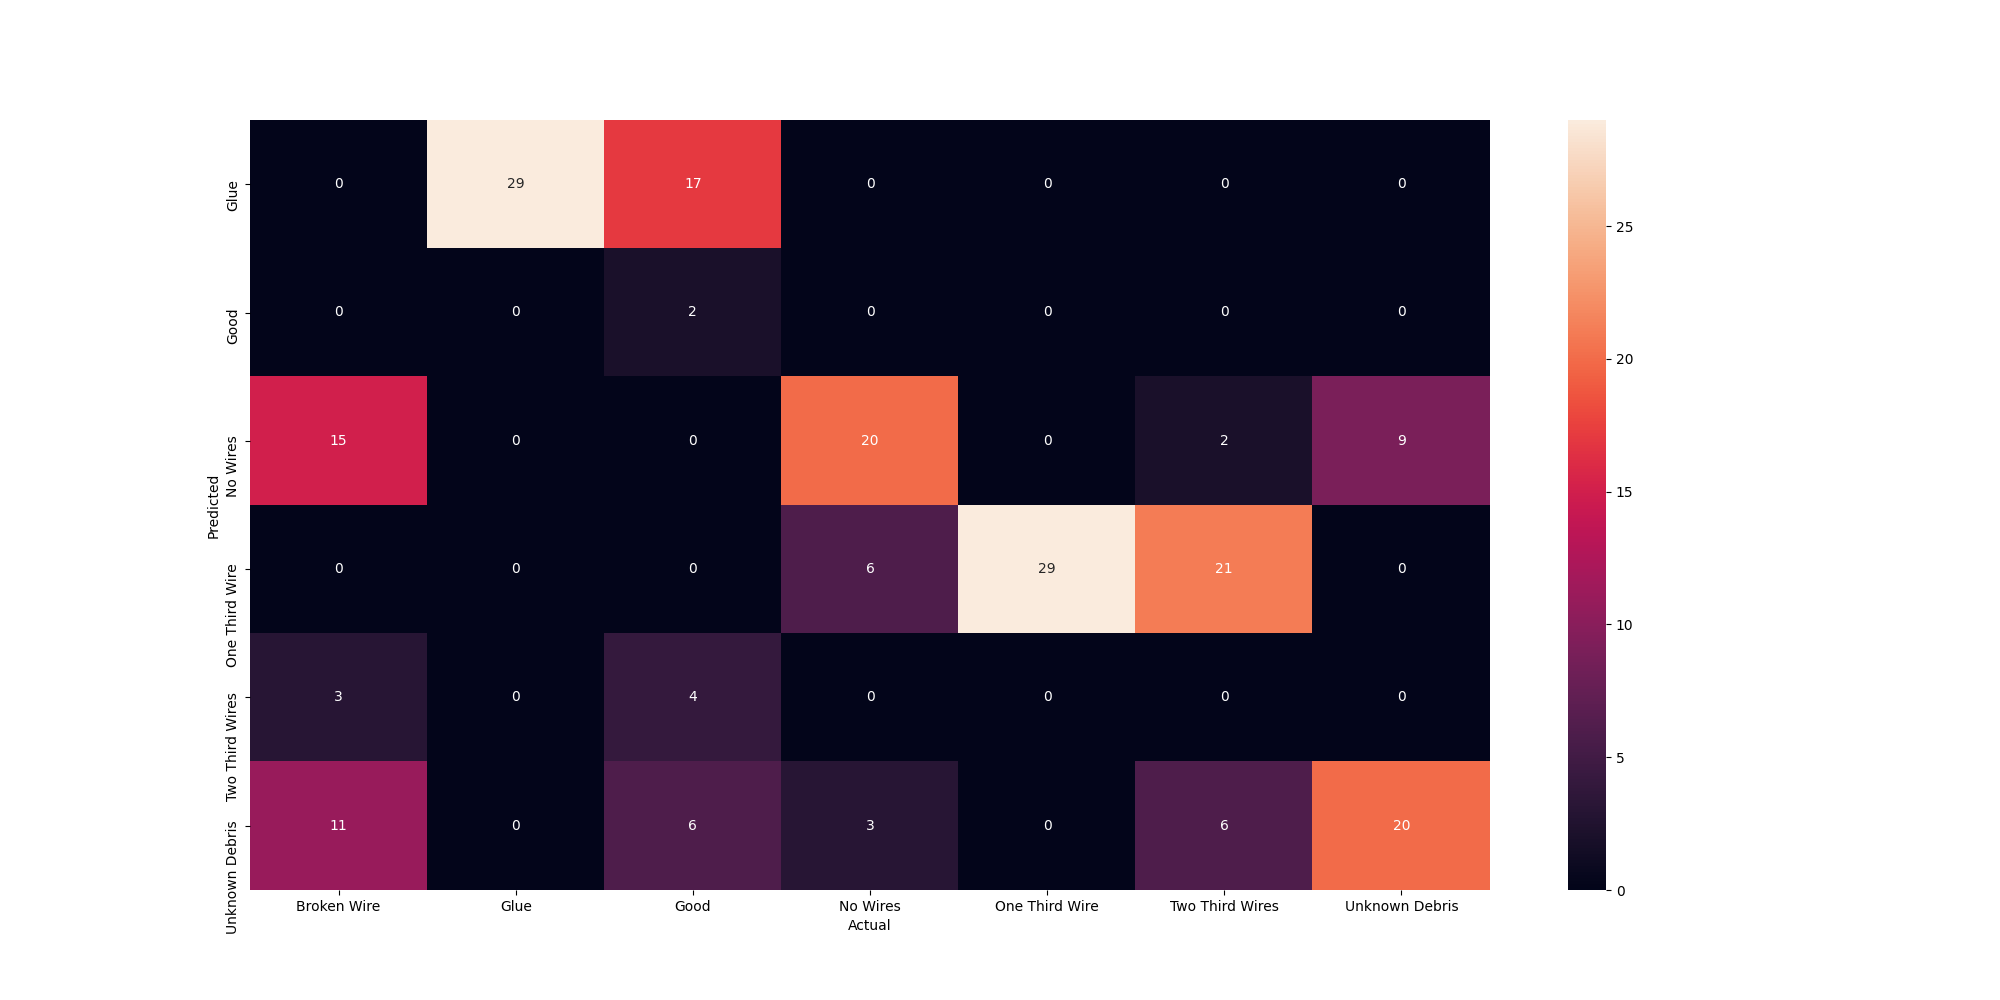 Predicted
Glue
0 29 17 0 0 0 0
Good
0 0 2 0 0 0 0
No Wires
15 0 0 20 0 2 9
One Third Wire
0 0 0 6 29 21 0
Two Third Wires
3 0 4 0 0 0 0
Unknown Debris
11 0 6 3 0 6 20
Broken Wire Glue Good No Wires One Third Wire Two Third Wires Unknown Debris
Actual
25
20
15
10
5
0